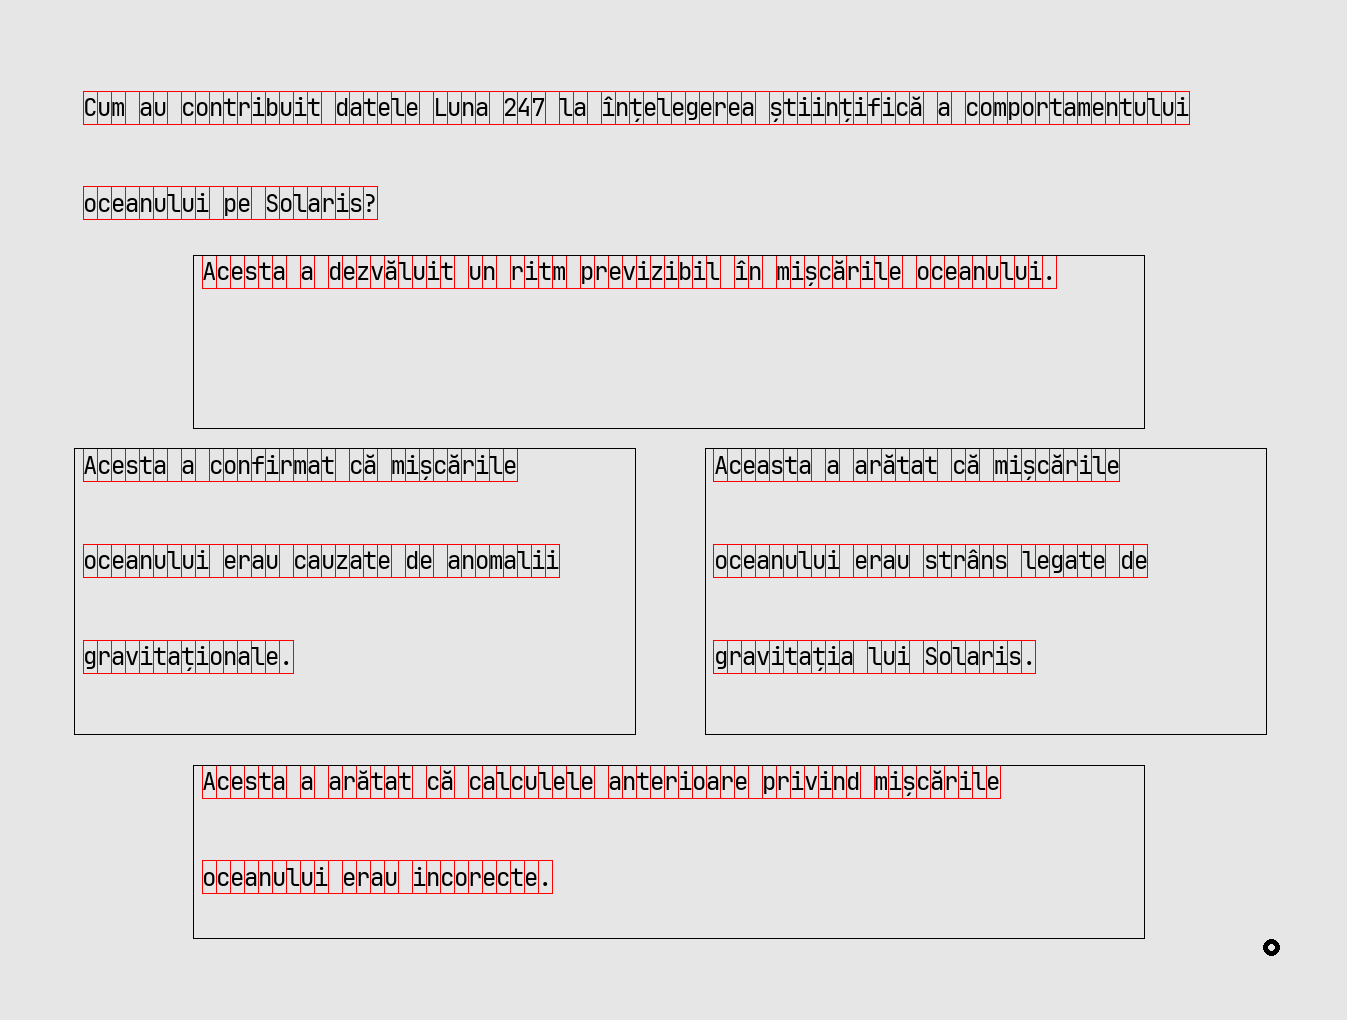 Cum au contribuit datele Luna 247 la înțelegerea științifică a comportamentului
oceanului pe Solaris?
Acesta a dezvăluit un ritm previzibil în mișcările oceanului.
Acesta a confirmat că mișcările
oceanului erau cauzate de anomalii
gravitaționale.
Aceasta a arătat că mișcările
oceanului erau strâns legate de
gravitația lui Solaris.
Acesta a arătat că calculele anterioare privind mișcările
oceanului erau incorecte.